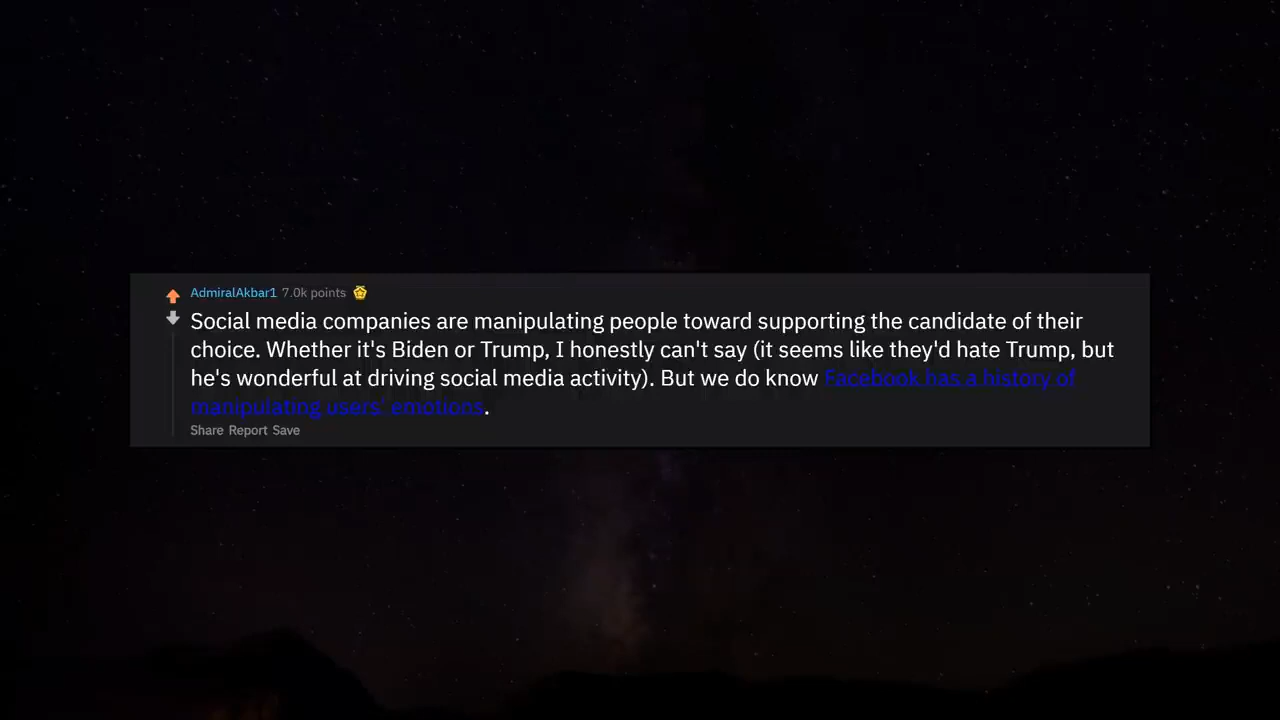 AdmiralAkbar1 7.0k points
Social media companies are manipulating people toward supporting the candidate of their
choice. Whether it's Biden or Trump, I honestly can't say (it seems like they'd hate Trump, but
he's wonderful at driving social media activity). But we do know Facebook has a history of
manipulating users' emotions.
Share Report Save